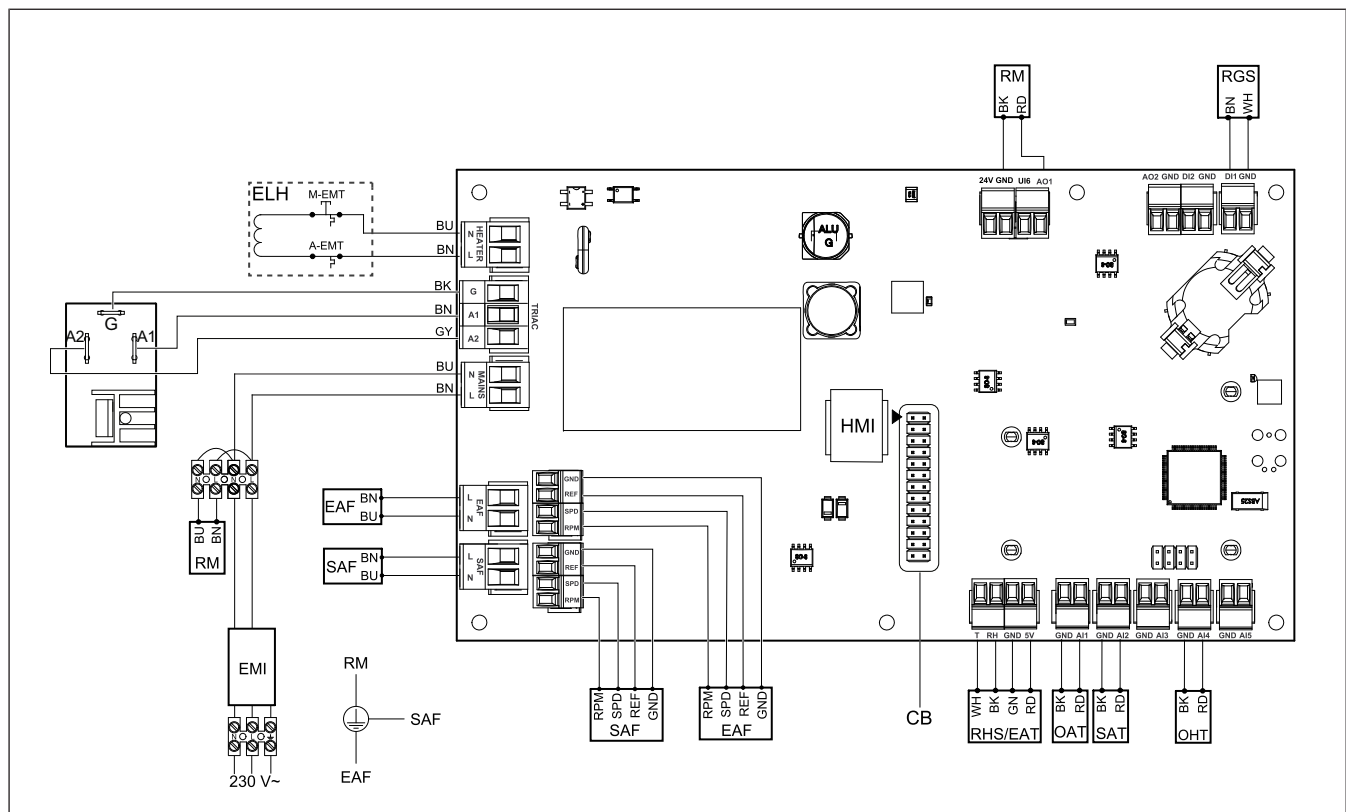 RM
BK
RD
RGS
BN
WH
24V GND UI6 AO1
AO2 GND DI2 GND DI1 GND
ELH
M-EMT
A-EMT
BU
BN
N
L
HEATER
BK
BN
GY
G
A1
A2
TRIAC
A2
G
A1
BU
BN
N
L
MAINS
ALU
G
HMI
EAF
BN
BU
L
N
EAF
GND
REF
SPD
RPM
SAF
BN
BU
L
N
SAF
GND
REF
SPD
RPM
BU
BN
RM
EMI
230 V~
RM
SAF
EAF
RPM
SPD
REF
GND
SAF
RPM
SPD
REF
GND
EAF
CB
T RH GND 5V GND AI1 GND AI2 GND AI3 GND AI4 GND AI5
WH
BK
GN
RD
RHS/EAT
BK
RD
OAT
BK
RD
SAT
BK
RD
OHT